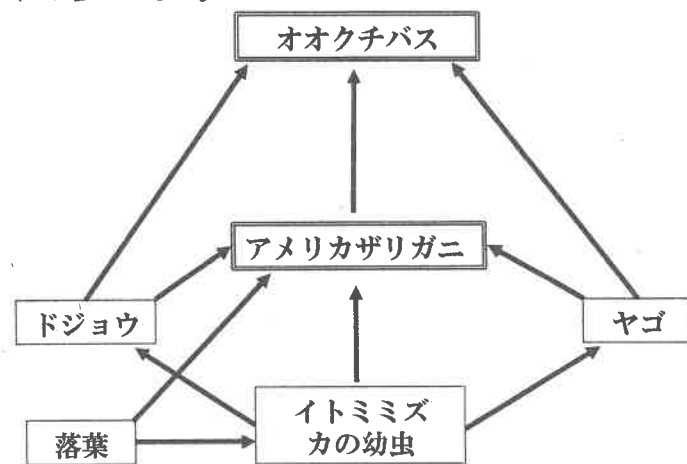 オオクチバス
アメリカザリガニ
ドジョウ
ヤゴ
イトミミズ
カの幼虫
落葉